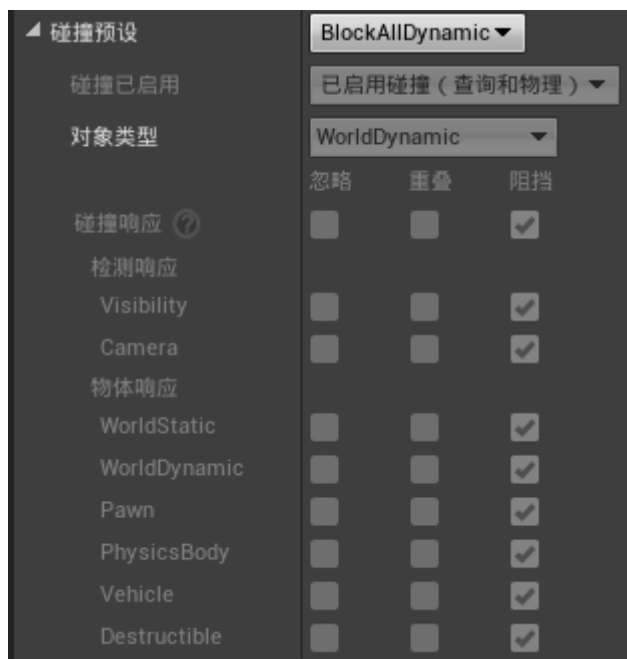 碰撞预设 BlockAllDynamic
碰撞已启用 已启用碰撞（查询和物理）
对象类型 WorldDynamic
忽略 重叠 阻挡
碰撞响应 ?
检测响应
Visibility
Camera
物体响应
WorldStatic
WorldDynamic
Pawn
PhysicsBody
Vehicle
Destructible